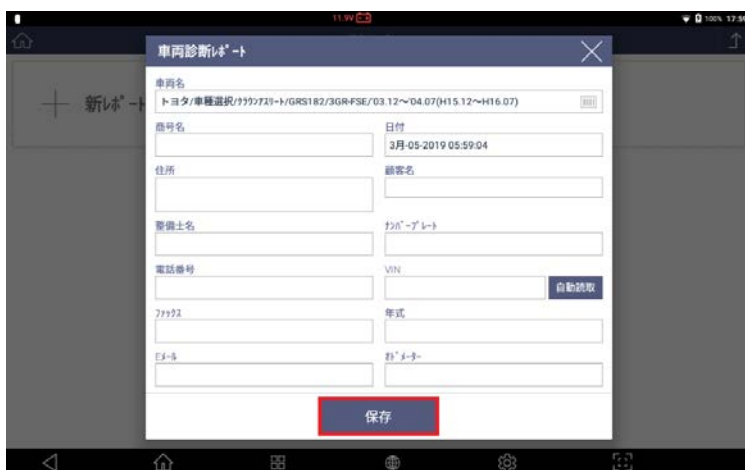 11.9V
100% 17:59
車両診断ﾚﾎﾟｰﾄ
新ﾚﾎﾟｰﾄ
車両名
トヨタ/車種選択/ｸﾗｳﾝｱｽﾘｰﾄ/GRS182/3GR-FSE/'03.12〜'04.07(H15.12〜H16.07)
商号名
日付
3月-05-2019 05:59:04
住所
顧客名
整備士名
ﾅﾝﾊﾞｰﾌﾟﾚｰﾄ
電話番号
VIN
自動読取
ﾌｧｯｸｽ
年式
Eﾒｰﾙ
ｵﾄﾞﾒｰﾀｰ
保存